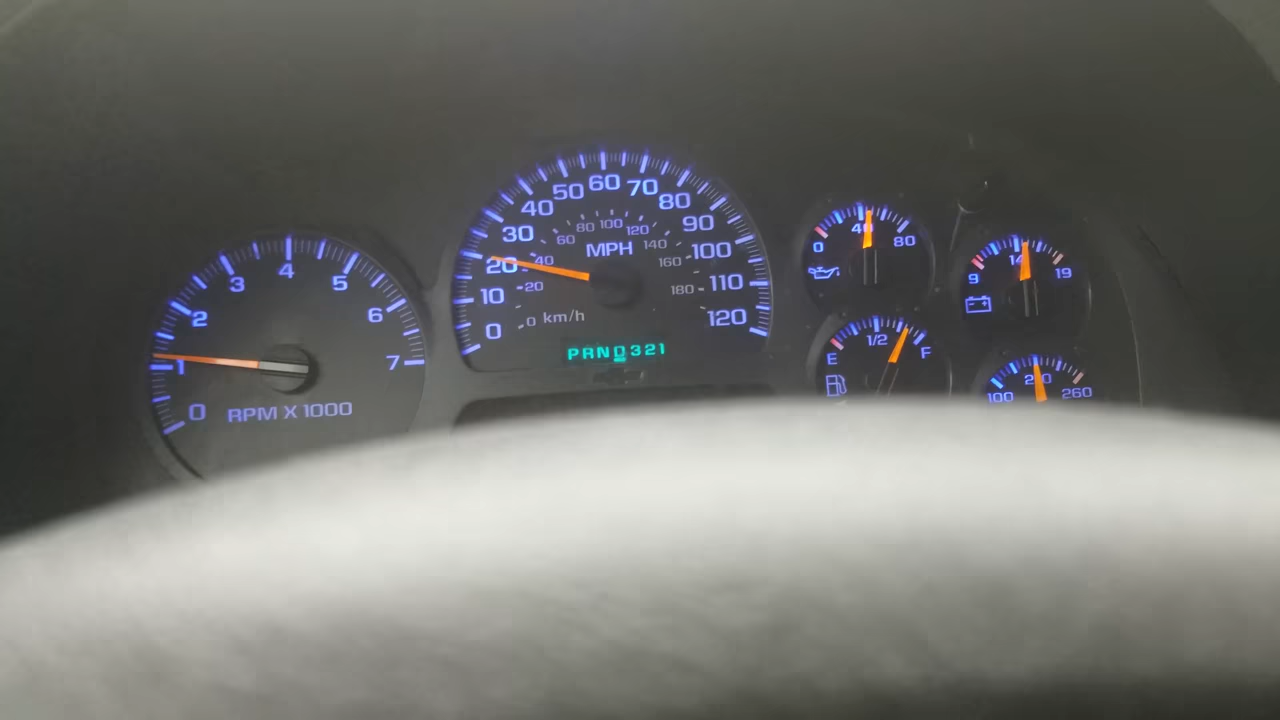 0 1 2 3 4 5 6 7
RPM X 1000
0 10 20 30 40 50 60 70 80 90 100 110 120
MPH
0 20 40 60 80 100 120 140 160 180
km/h
PRND321
0 40 80
9 14 19
E 1/2 F
100 210 260